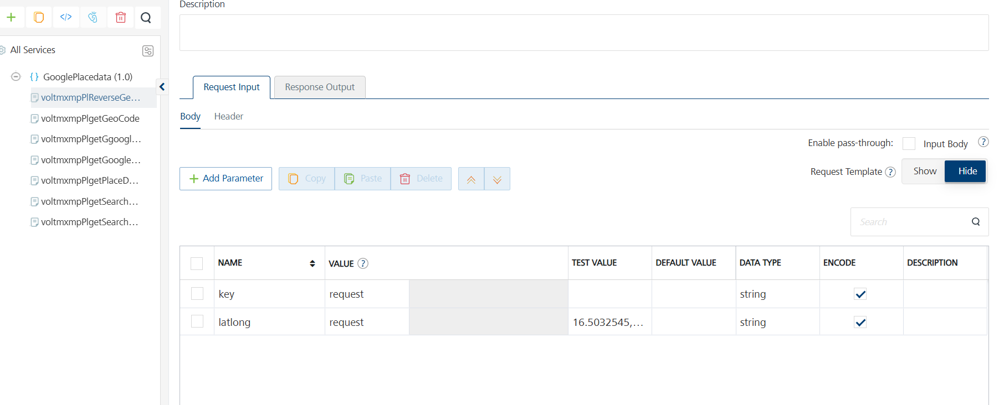 Description
All Services
GooglePlacedata (1.0)
voltmxmpPlReverseGe...
voltmxmpPlgetGeoCode
voltmxmpPlgetGgoogl...
voltmxmpPlgetGoogle...
voltmxmpPlgetPlaceD...
voltmxmpPlgetSearch...
voltmxmpPlgetSearch...
Request Input Response Output
Body Header
Enable pass-through: Input Body ?
Add Parameter Copy Paste Delete
Request Template ? Show Hide
Search
NAME VALUE ? TEST VALUE DEFAULT VALUE DATA TYPE ENCODE DESCRIPTION
key request string
latlong request 16.5032545,... string